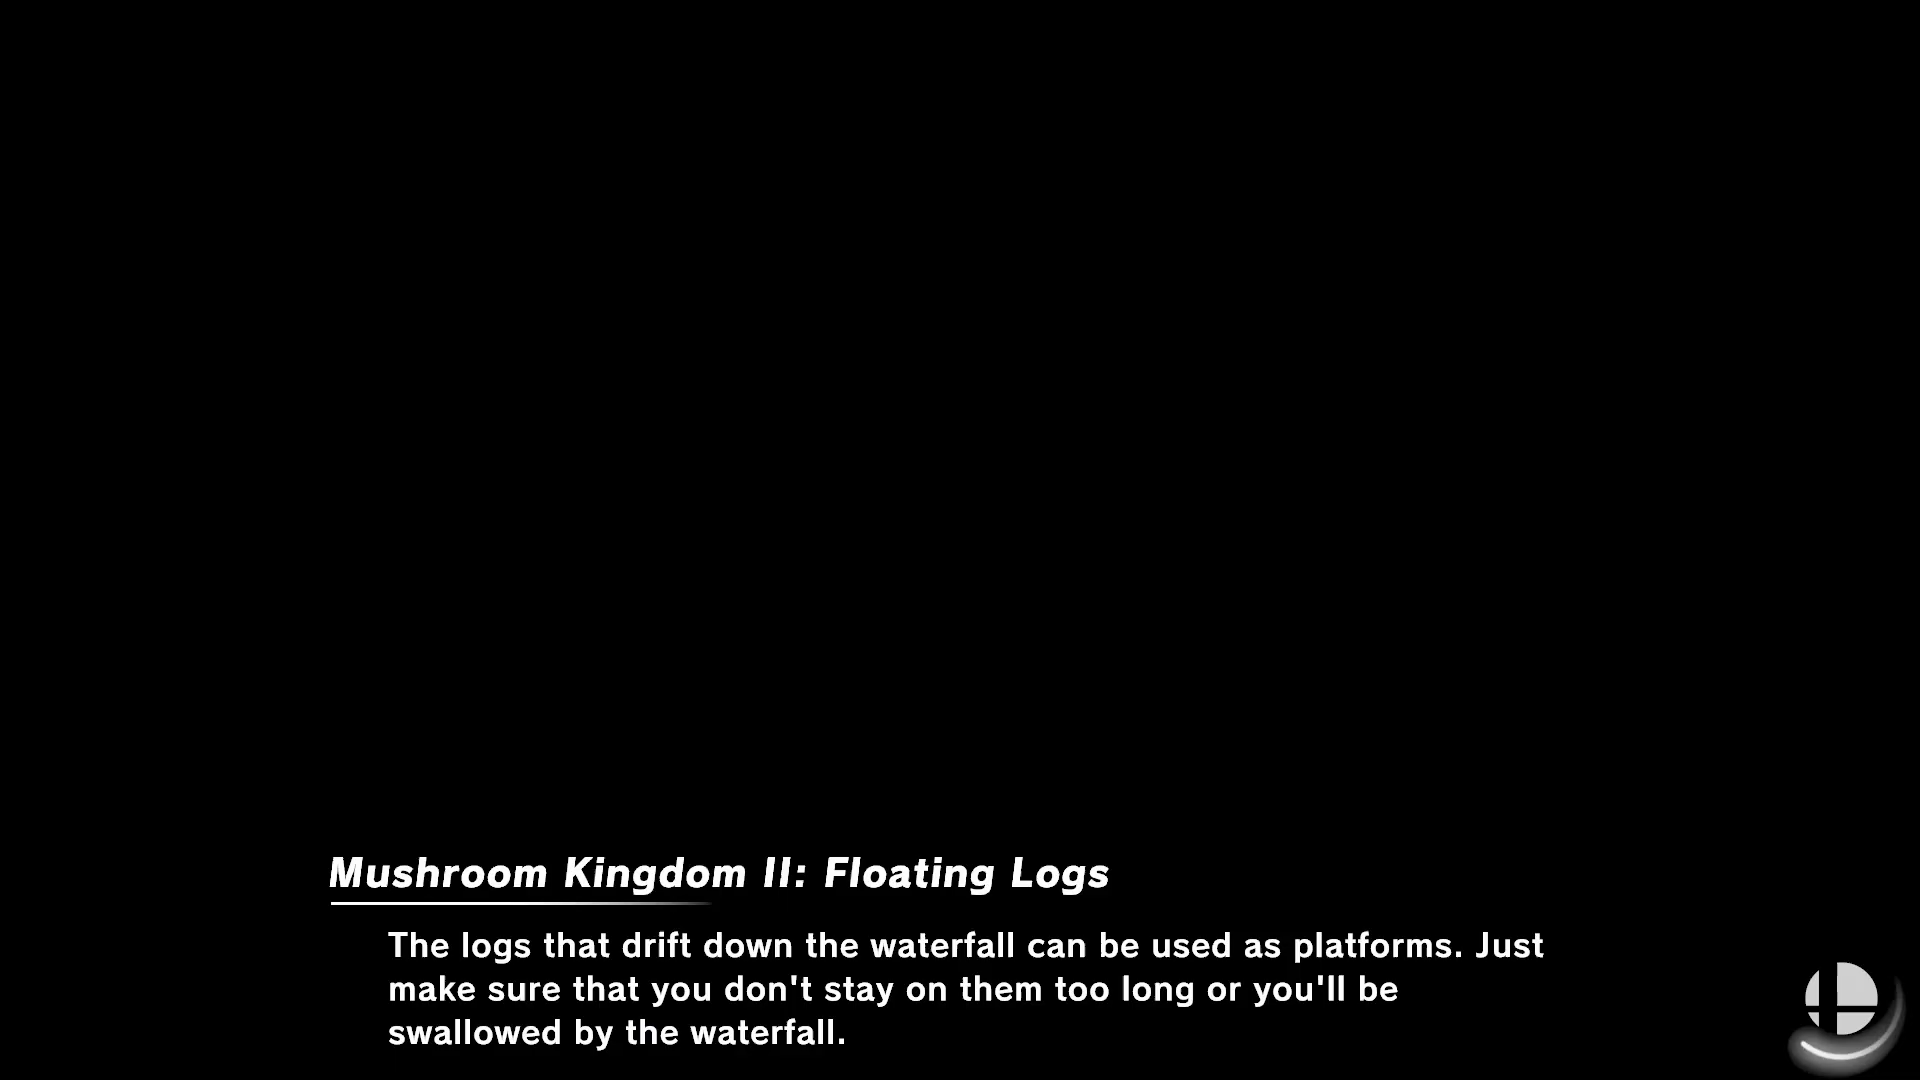 Mushroom Kingdom II: Floating Logs
The logs that drift down the waterfall can be used as platforms. Just
make sure that you don't stay on them too long or you'll be
swallowed by the waterfall.